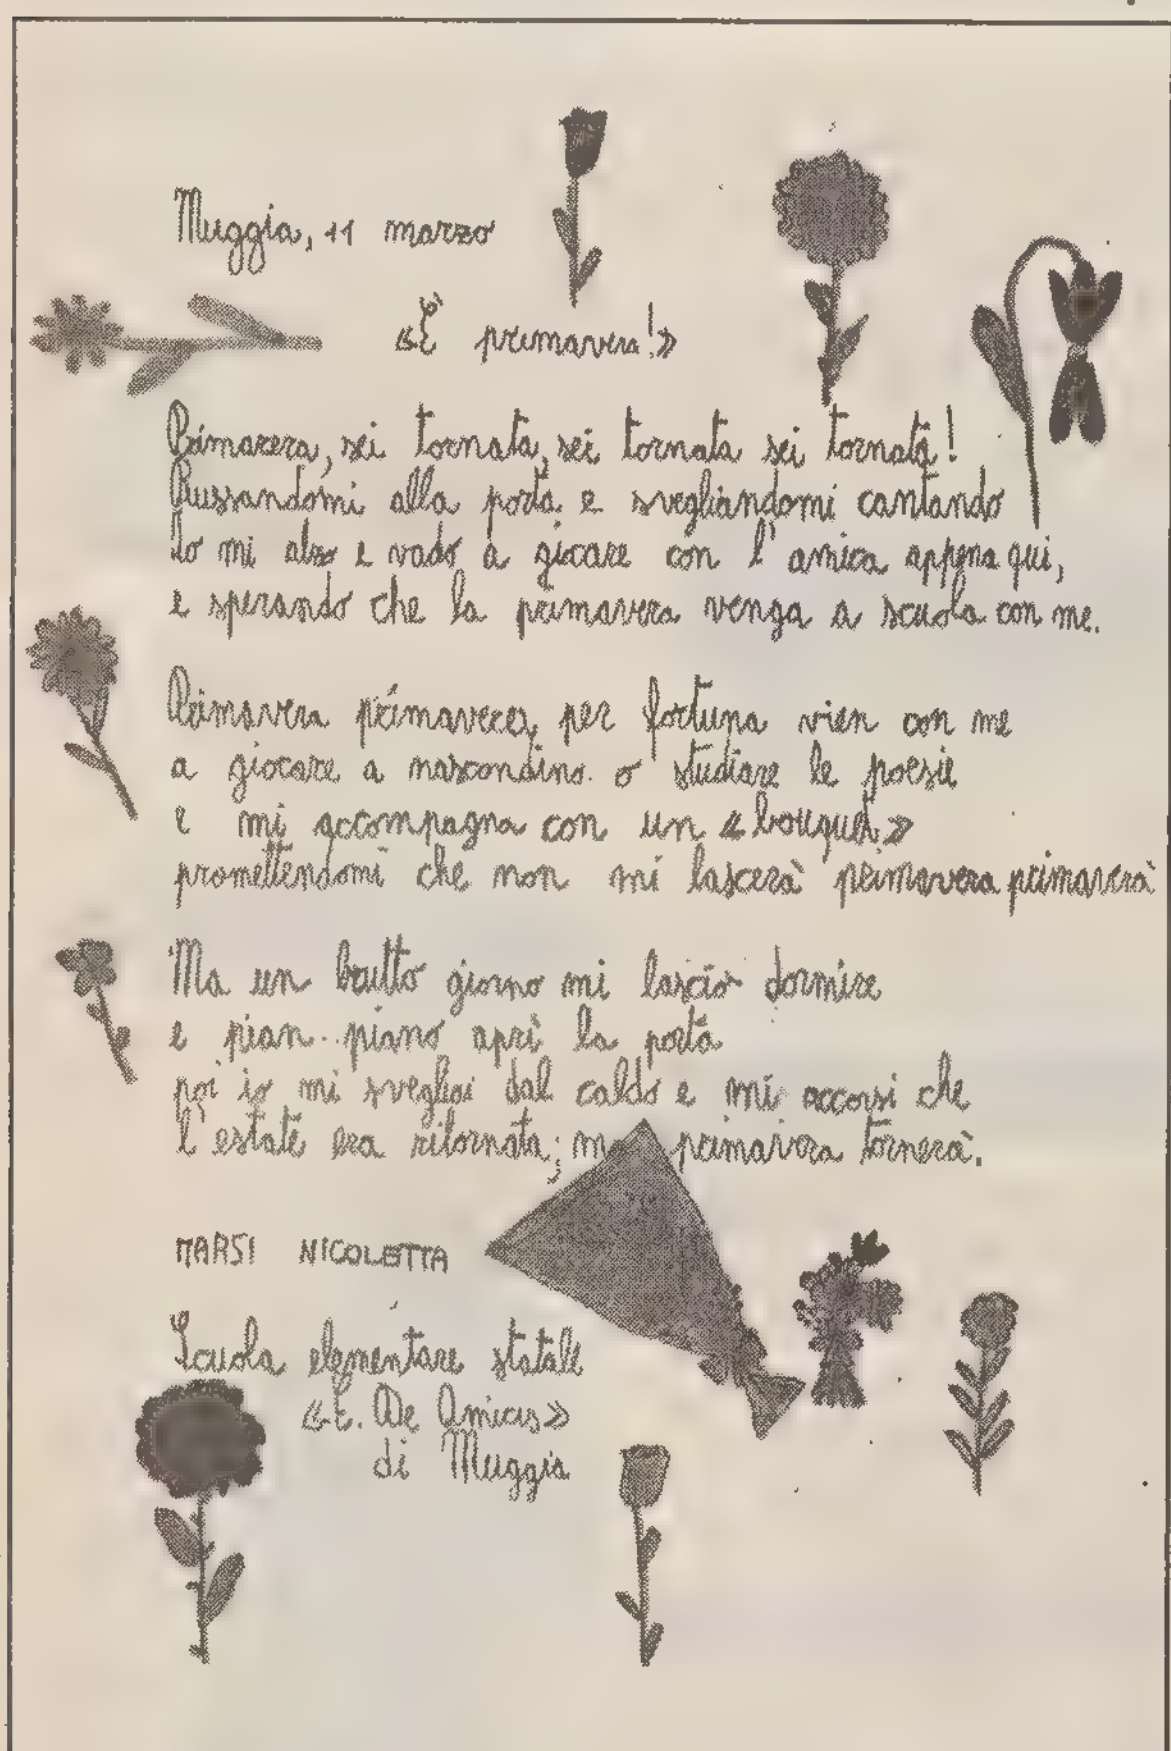 Muggia, 11 marzo
«È primavera!»
Primavera, sei tornata, sei tornata sei tornata!
Bussandomi alla porta e svegliandomi cantando
Io mi alzo e vado a giocare con l'amica appena qui,
e sperando che la primavera venga a scuola con me.
Primavera primavera, per fortuna vien con me
a giocare a nascondino o studiare le poesie
e mi accompagna con un «bouquet»
promettendomi che non mi lascerà primavera primavera
Ma un brutto giorno mi lasciò dormire
e pian piano aprì la porta
poi io mi svegliai dal caldo e mi accorsi che
l'estate era ritornata; ma primavera tornerà.
MARSI NICOLETTA
Scuola elementare statale
«E. De Amicis»
di Muggia